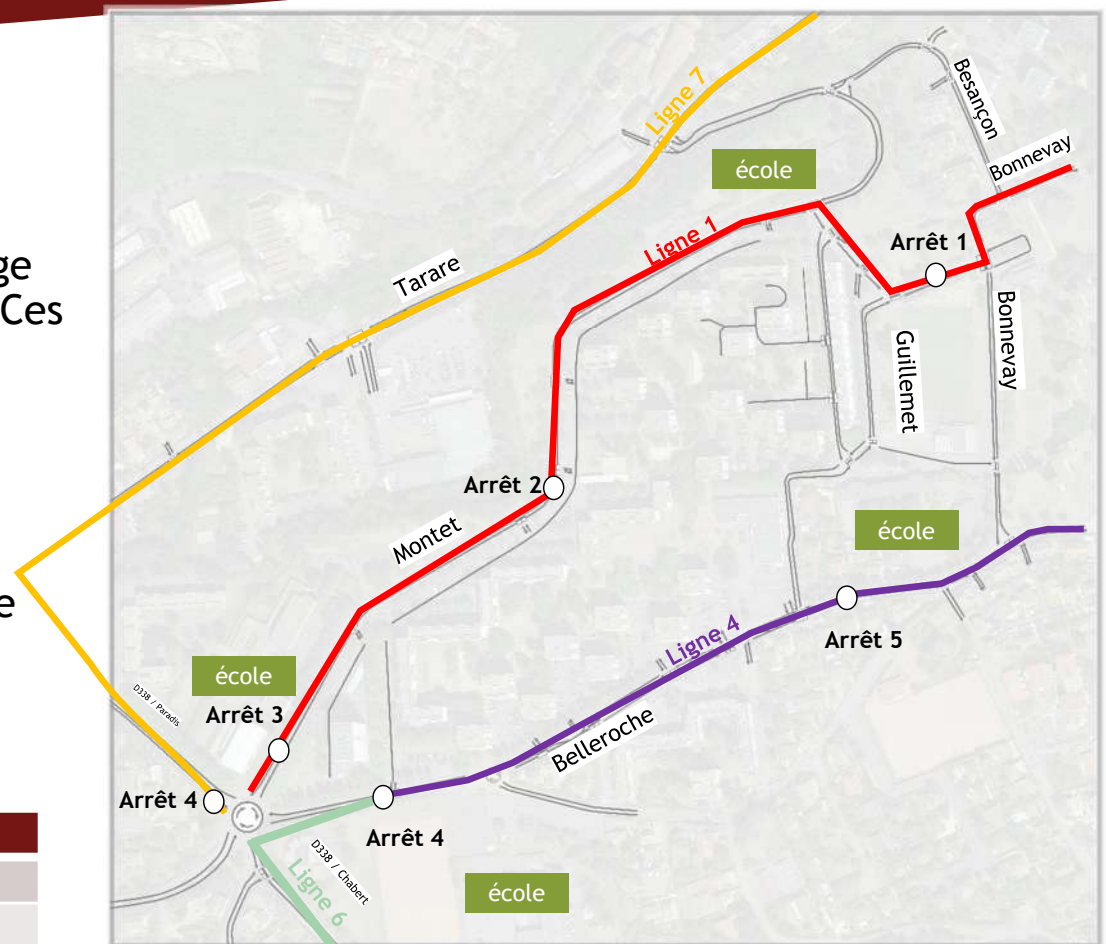 Ligne 7
Besançon
école
Bonnevay
Ligne 1
Arrêt 1
ge
Ces
Tarare
Bonnevay
Guillemet
Arrêt 2
Montet
école
e
Ligne 4
Arrêt 5
école
D338 / Paradis
Arrêt 3
Belleroche
Arrêt 4
Arrêt 4
D338 / Chabert
Ligne 6
école